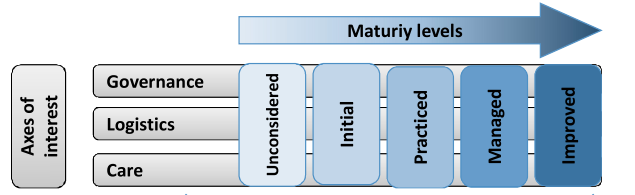 Maturiy levels
Axes of
interest
Governance
Logistics
Care
Unconsidered
Initial
Practiced
Managed
Improved